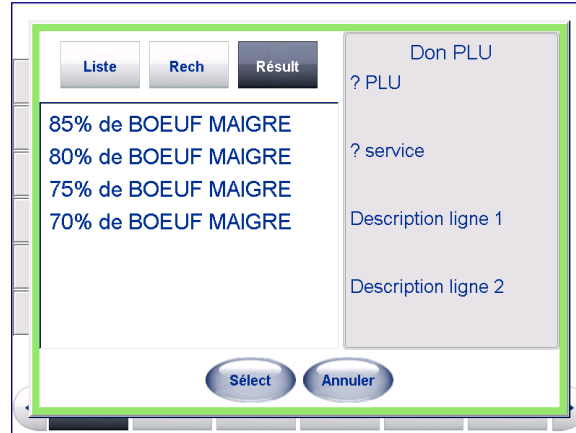 Liste
Rech
Résult
85% de BOEUF MAIGRE
80% de BOEUF MAIGRE
75% de BOEUF MAIGRE
70% de BOEUF MAIGRE
Don PLU
? PLU
? service
Description ligne 1
Description ligne 2
Sélect
Annuler